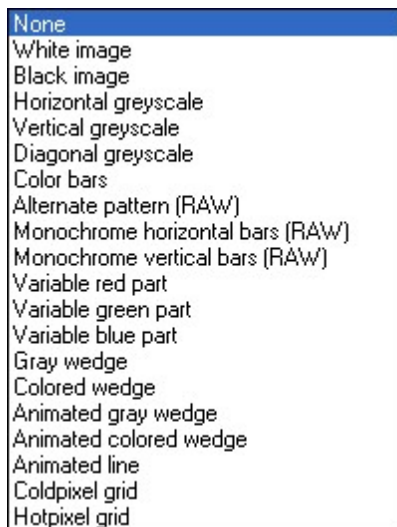 None
White image
Black image
Horizontal greyscale
Vertical greyscale
Diagonal greyscale
Color bars
Alternate pattern (RAW)
Monochrome horizontal bars (RAW)
Monochrome vertical bars (RAW)
Variable red part
Variable green part
Variable blue part
Gray wedge
Colored wedge
Animated gray wedge
Animated colored wedge
Animated line
Coldpixel grid
Hotpixel grid